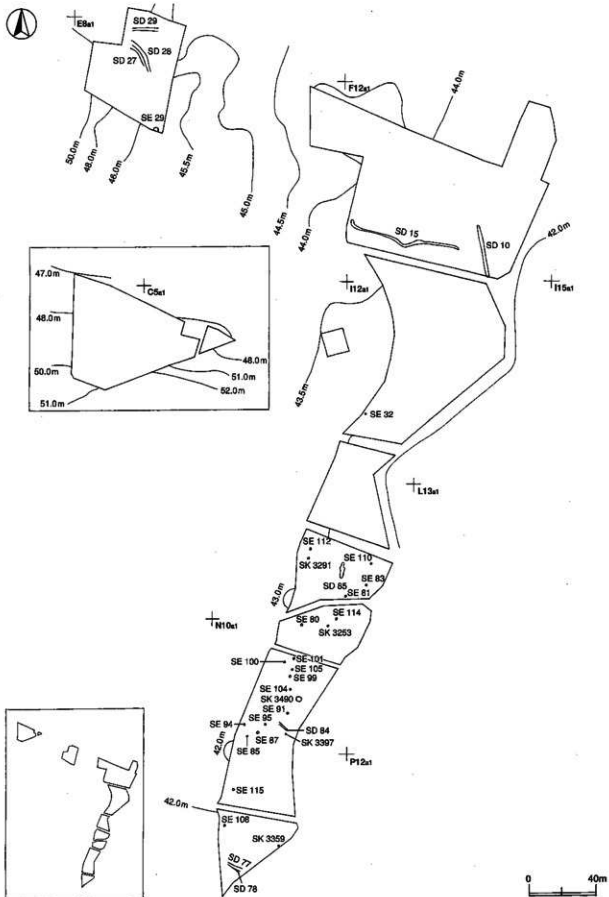 E8a1
SD 29
SD 27
SD 28
SE 29
50.0m
48.0m
46.0m
45.5m
45.0m
44.5m
44.0m
F12a1
44.0m
SD 15
SD 10
42.0m
47.0m
C5a1
48.0m
50.0m
51.0m
48.0m
51.0m
52.0m
I12a1
I15a1
43.5m
SE 32
L13a1
SE 112
SK 3291
SE 110
SD 85
SE 83
SE 81
43.0m
N10a1
SE 80
SE 114
SK 3253
SE 100
SE 101
SE 105
SE 99
SE 104
SK 3490
SE 91
SE 94
SE 95
SD 84
SE 87
SK 3397
SE 85
42.0m
P12a1
SE 115
42.0m
SE 108
SK 3359
SD 77
SD 78
0
40m